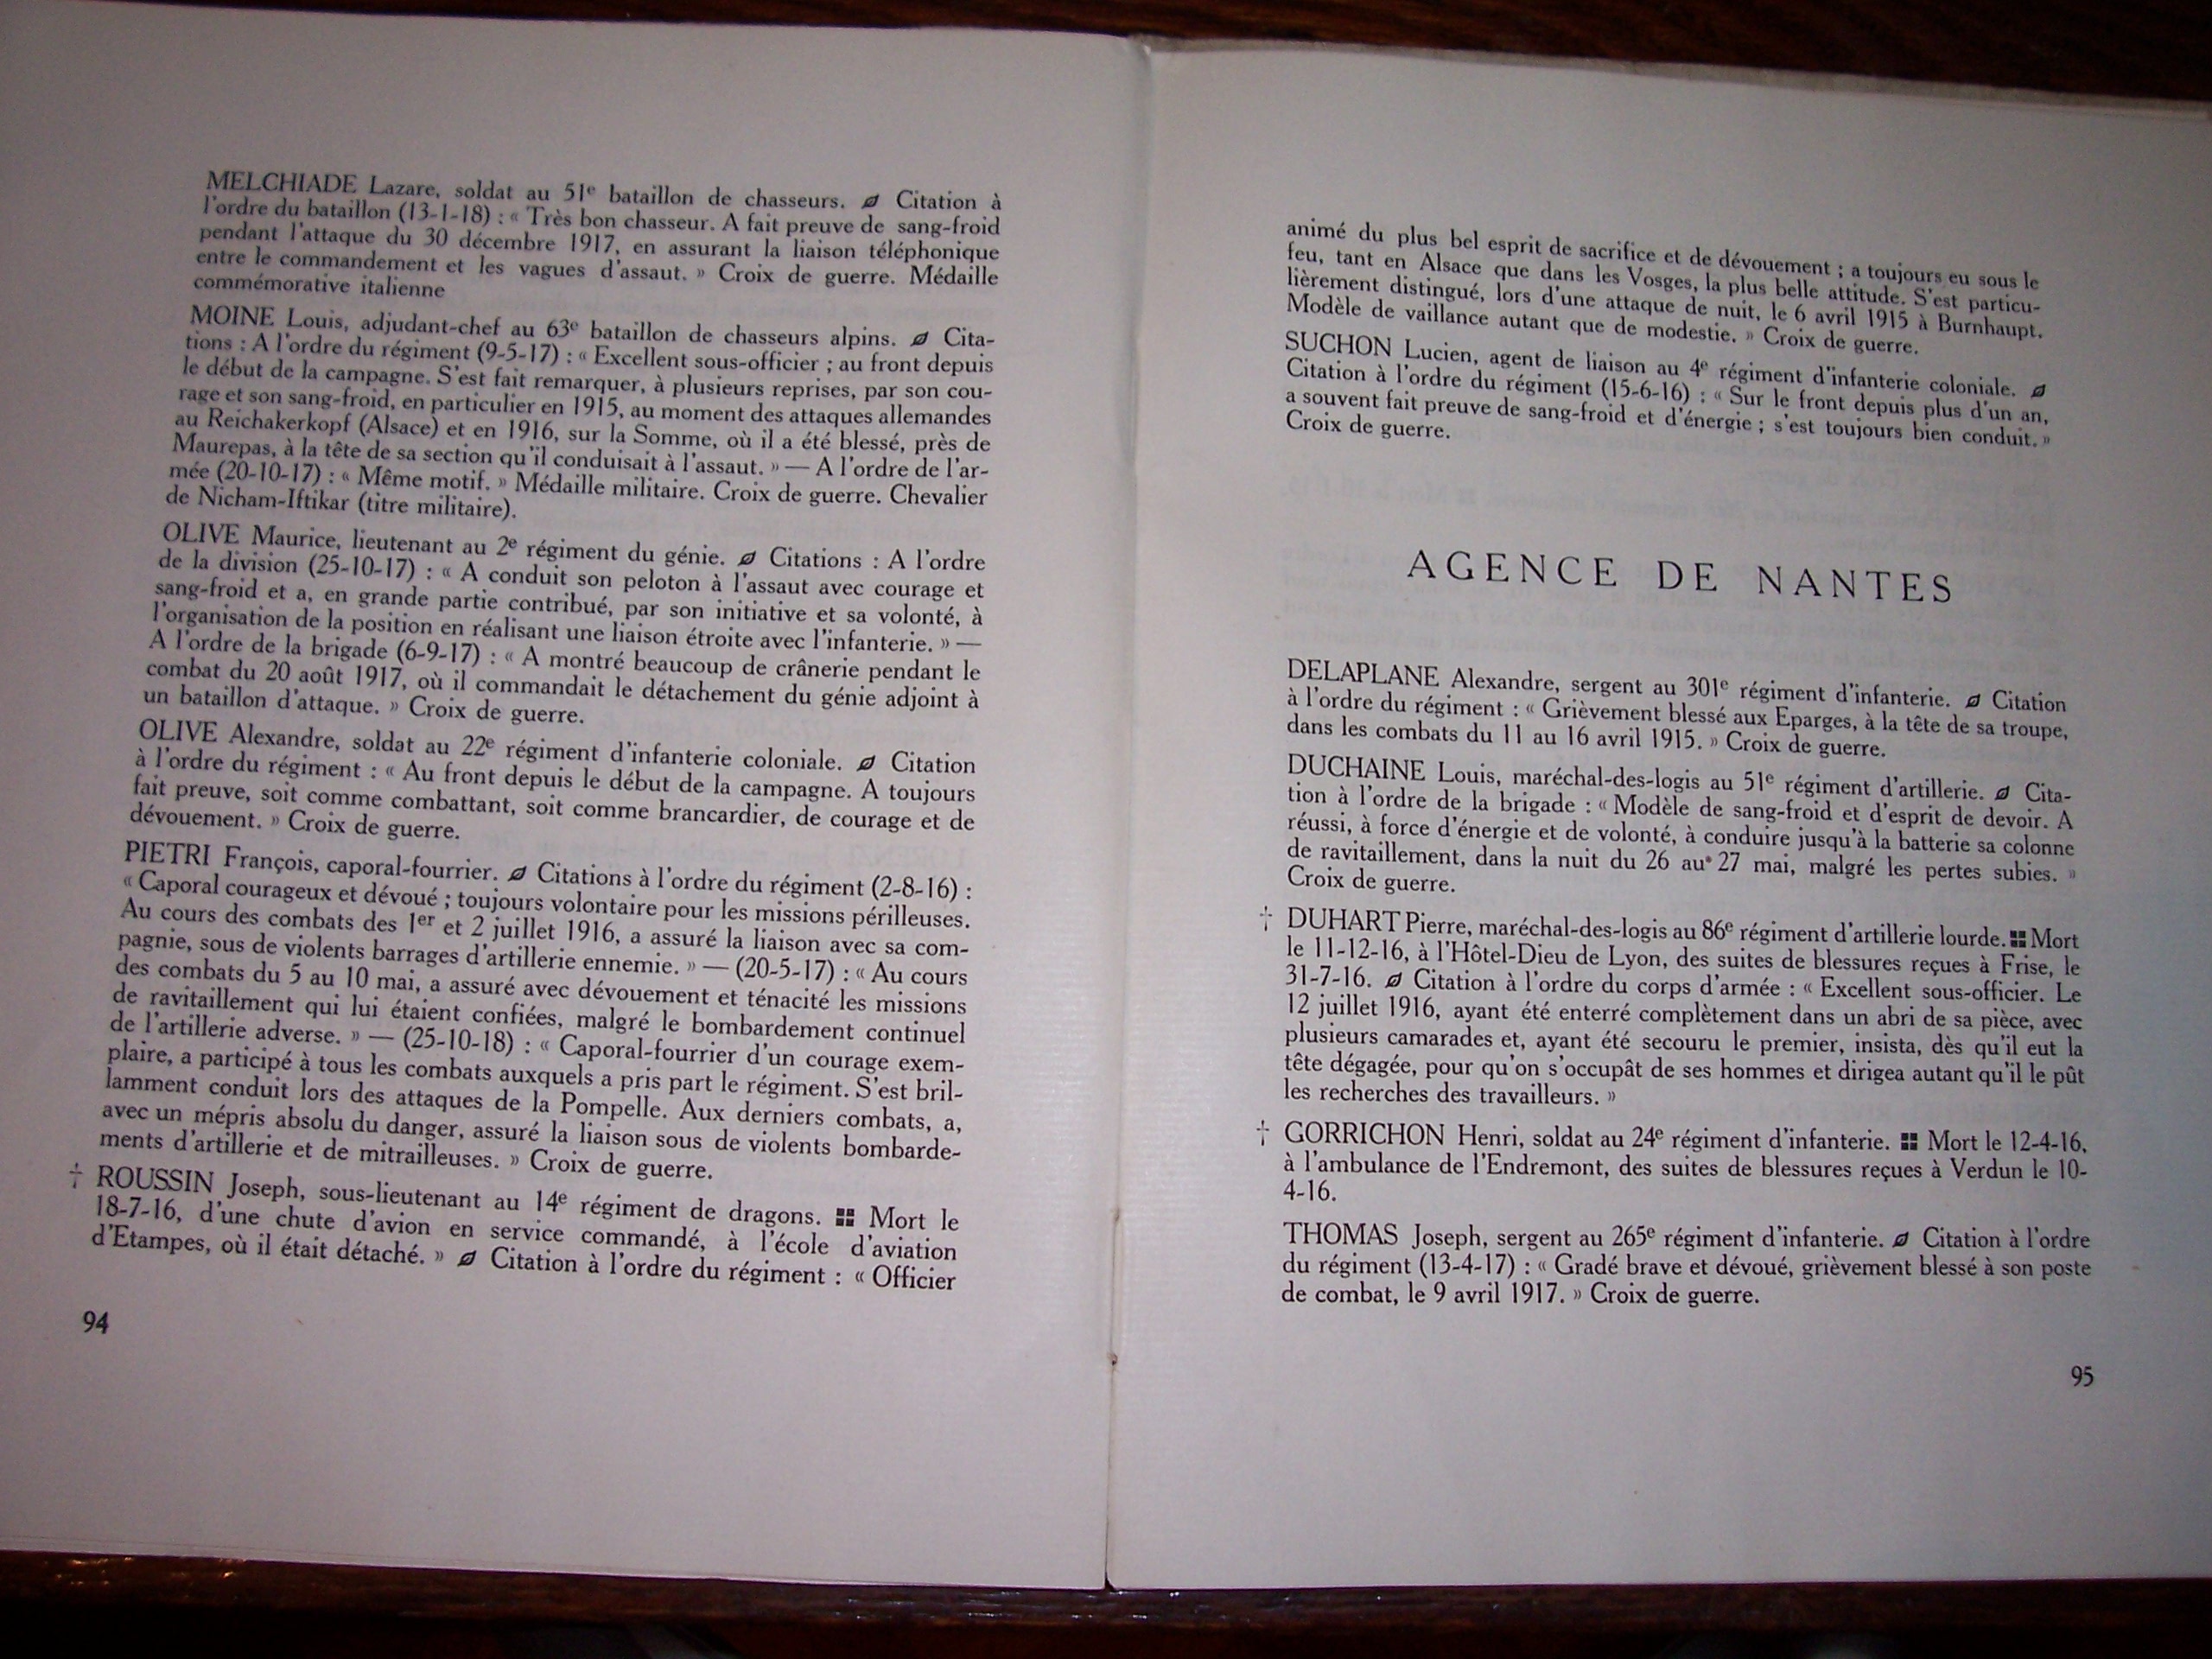 MELCHIADE Lazare, soldat au 51e bataillon de chasseurs. Citation à
l'ordre du bataillon (13-1-18) : « Très bon chasseur. A fait preuve de sang-froid
pendant l'attaque du 30 décembre 1917, en assurant la liaison téléphonique
entre le commandement et les vagues d'assaut. » Croix de guerre. Médaille
commémorative italienne
MOINE Louis, adjudant-chef au 63e bataillon de chasseurs alpins. Cita-
tions : A l'ordre du régiment (9-5-17) : « Excellent sous-officier ; au front depuis
le début de la campagne. S'est fait remarquer, à plusieurs reprises, par son cou-
rage et son sang-froid, en particulier en 1915, au moment des attaques allemandes
au Reichakerkopf (Alsace) et en 1916, sur la Somme, où il a été blessé, près de
Maurepas, à la tête de sa section qu'il conduisait à l'assaut. » — A l'ordre de l'ar-
mée (20-10-17) : « Même motif. » Médaille militaire. Croix de guerre. Chevalier
de Nicham-Iftikar (titre militaire).
OLIVE Maurice, lieutenant au 2e régiment du génie. Citations : A l'ordre
de la division (25-10-17) : « A conduit son peloton à l'assaut avec courage et
sang-froid et a, en grande partie contribué, par son initiative et sa volonté, à
l'organisation de la position en réalisant une liaison étroite avec l'infanterie. » —
A l'ordre de la brigade (6-9-17) : « A montré beaucoup de crânerie pendant le
combat du 20 août 1917, où il commandait le détachement du génie adjoint à
un bataillon d'attaque. » Croix de guerre.
OLIVE Alexandre, soldat au 22e régiment d'infanterie coloniale. Citation
à l'ordre du régiment : « Au front depuis le début de la campagne. A toujours
fait preuve, soit comme combattant, soit comme brancardier, de courage et de
dévouement. » Croix de guerre.
PIETRI François, caporal-fourrier. Citations à l'ordre du régiment (2-8-16) :
« Caporal courageux et dévoué ; toujours volontaire pour les missions périlleuses.
Au cours des combats des 1er et 2 juillet 1916, a assuré la liaison avec sa com-
pagnie, sous de violents barrages d'artillerie ennemie. » — (20-5-17) : « Au cours
des combats du 5 au 10 mai, a assuré avec dévouement et ténacité les missions
de ravitaillement qui lui étaient confiées, malgré le bombardement continuel
de l'artillerie adverse. » — (25-10-18) : « Caporal-fourrier d'un courage exem-
plaire, a participé à tous les combats auxquels a pris part le régiment. S'est bril-
lamment conduit lors des attaques de la Pompelle. Aux derniers combats, a,
avec un mépris absolu du danger, assuré la liaison sous de violents bombarde-
ments d'artillerie et de mitrailleuses. » Croix de guerre.
† ROUSSIN Joseph, sous-lieutenant au 14e régiment de dragons. Mort le
18-7-16, d'une chute d'avion en service commandé, à l'école d'aviation
d'Etampes, où il était détaché. » Citation à l'ordre du régiment : « Officier
94
animé du plus bel esprit de sacrifice et de dévouement ; a toujours eu sous le
feu, tant en Alsace que dans les Vosges, la plus belle attitude. S'est particu-
lièrement distingué, lors d'une attaque de nuit, le 6 avril 1915 à Burnhaupt.
Modèle de vaillance autant que de modestie. » Croix de guerre.
SUCHON Lucien, agent de liaison au 4e régiment d'infanterie coloniale.
Citation à l'ordre du régiment (15-6-16) : « Sur le front depuis plus d'un an,
a souvent fait preuve de sang-froid et d'énergie ; s'est toujours bien conduit. »
Croix de guerre.
AGENCE DE NANTES
DELAPLANE Alexandre, sergent au 301e régiment d'infanterie. Citation
à l'ordre du régiment : « Grièvement blessé aux Eparges, à la tête de sa troupe,
dans les combats du 11 au 16 avril 1915. » Croix de guerre.
DUCHAINE Louis, maréchal-des-logis au 51e régiment d'artillerie. Cita-
tion à l'ordre de la brigade : « Modèle de sang-froid et d'esprit de devoir. A
réussi, à force d'énergie et de volonté, à conduire jusqu'à la batterie sa colonne
de ravitaillement, dans la nuit du 26 au 27 mai, malgré les pertes subies. »
Croix de guerre.
† DUHART Pierre, maréchal-des-logis au 86e régiment d'artillerie lourde. Mort
le 11-12-16, à l'Hôtel-Dieu de Lyon, des suites de blessures reçues à Frise, le
31-7-16. Citation à l'ordre du corps d'armée : « Excellent sous-officier. Le
12 juillet 1916, ayant été enterré complètement dans un abri de sa pièce, avec
plusieurs camarades et, ayant été secouru le premier, insista, dès qu'il eut la
tête dégagée, pour qu'on s'occupât de ses hommes et dirigea autant qu'il le pût
les recherches des travailleurs. »
† GORRICHON Henri, soldat au 24e régiment d'infanterie. Mort le 12-4-16,
à l'ambulance de l'Endremont, des suites de blessures reçues à Verdun le 10-
4-16.
THOMAS Joseph, sergent au 265e régiment d'infanterie. Citation à l'ordre
du régiment (13-4-17) : « Gradé brave et dévoué, grièvement blessé à son poste
de combat, le 9 avril 1917. » Croix de guerre.
95